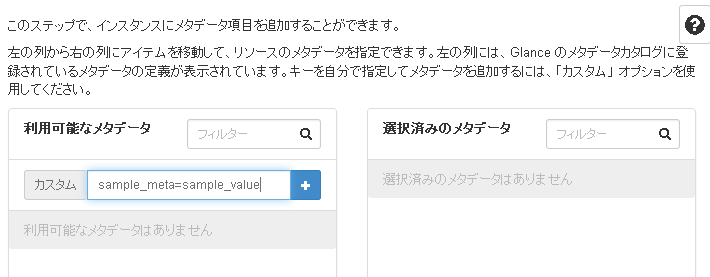 このステップで、インスタンスにメタデータ項目を追加することができます。
?
左の列から右の列にアイテムを移動して、リソースのメタデータを指定できます。左の列には、Glance のメタデータカタログに登
録されているメタデータの定義が表示されています。キーを自分で指定してメタデータを追加するには、「カスタム」オプションを使
用してください。
利用可能なメタデータ フィルター
カスタム sample_meta=sample_value +
利用可能なメタデータはありません
選択済みのメタデータ フィルター
選択済みのメタデータはありません